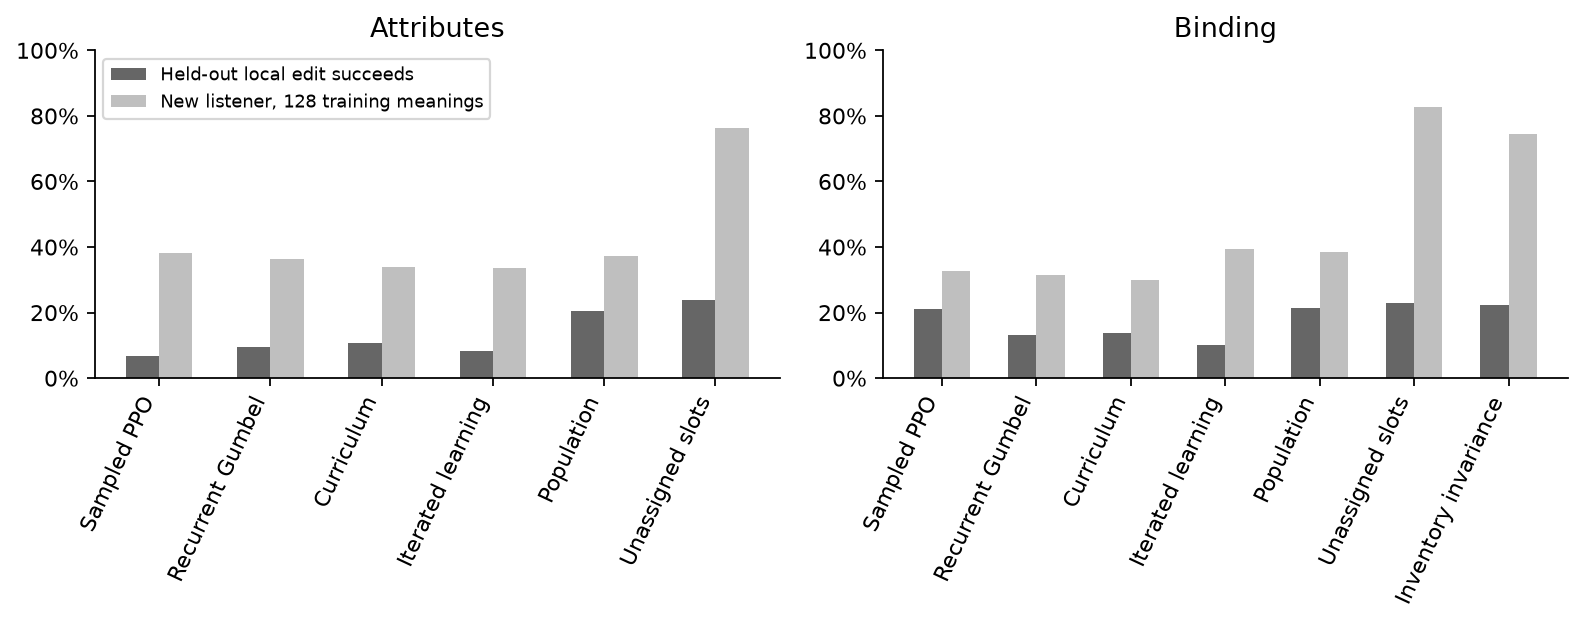 Attributes
100%
80%
60%
40%
20%
0%
Held-out local edit succeeds
New listener, 128 training meanings
Sampled PPO
Recurrent Gumbel
Curriculum
Iterated learning
Population
Unassigned slots
Binding
100%
80%
60%
40%
20%
0%
Sampled PPO
Recurrent Gumbel
Curriculum
Iterated learning
Population
Unassigned slots
Inventory invariance